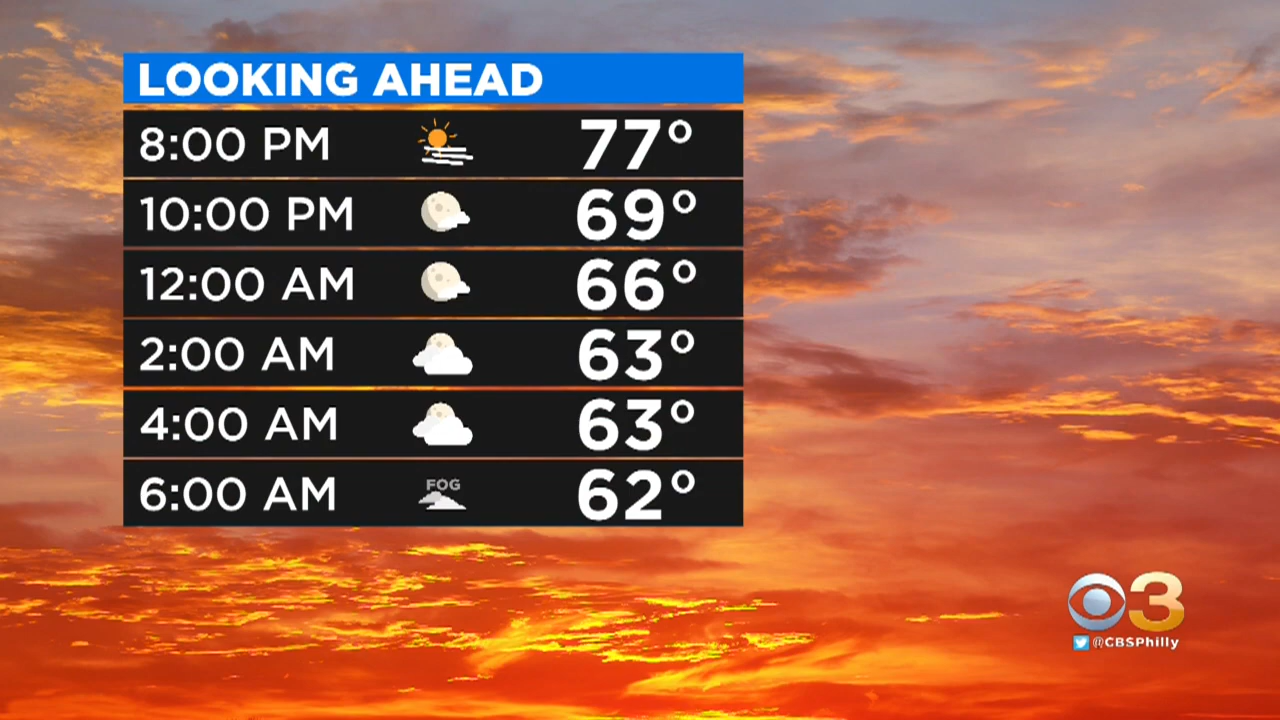 LOOKING AHEAD
8:00 PM 77°
10:00 PM 69°
12:00 AM 66°
2:00 AM 63°
4:00 AM 63°
6:00 AM FOG 62°
3
@CBSPhilly